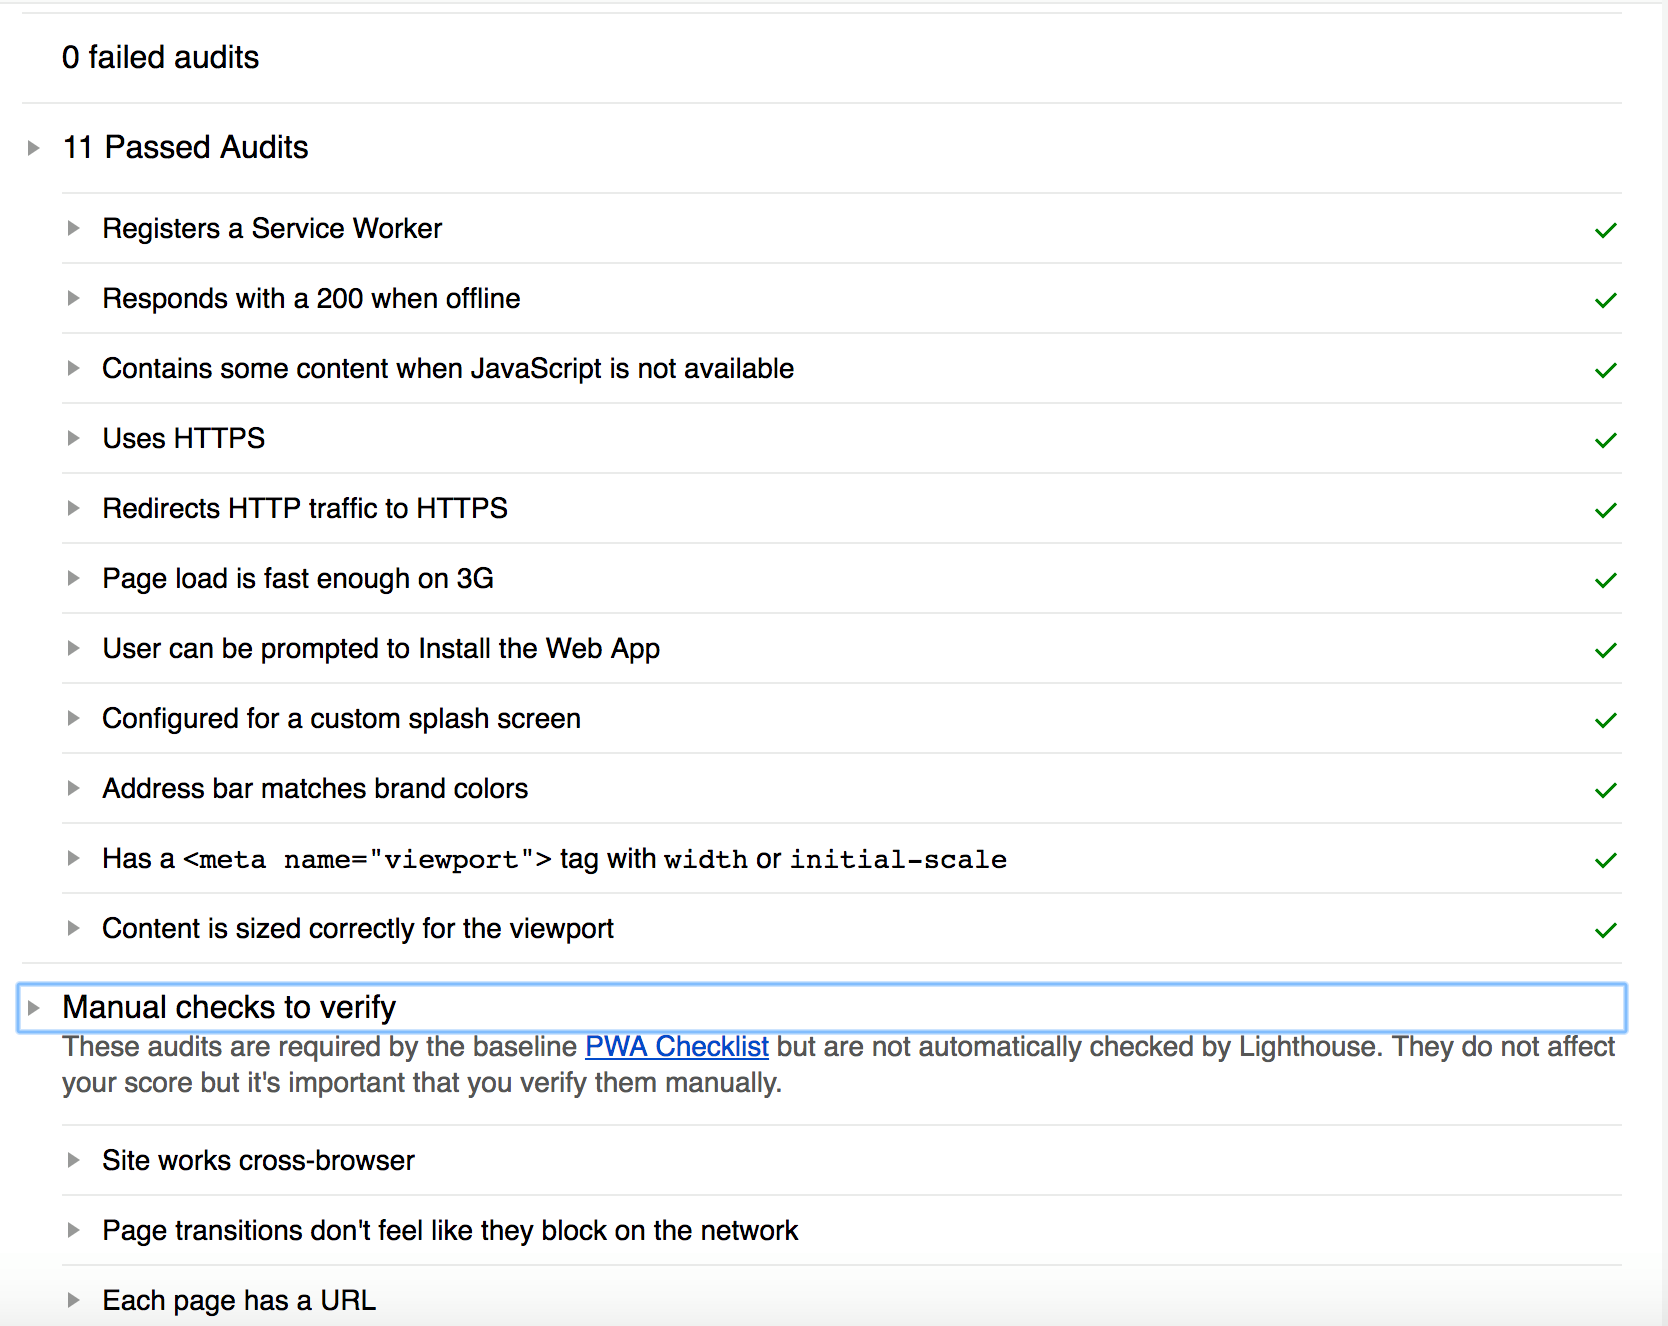 0 failed audits
11 Passed Audits
Registers a Service Worker
Responds with a 200 when offline
Contains some content when JavaScript is not available
Uses HTTPS
Redirects HTTP traffic to HTTPS
Page load is fast enough on 3G
User can be prompted to Install the Web App
Configured for a custom splash screen
Address bar matches brand colors
Has a <meta name="viewport"> tag with width or initial-scale
Content is sized correctly for the viewport
Manual checks to verify
These audits are required by the baseline PWA Checklist but are not automatically checked by Lighthouse. They do not affect
your score but it's important that you verify them manually.
Site works cross-browser
Page transitions don't feel like they block on the network
Each page has a URL